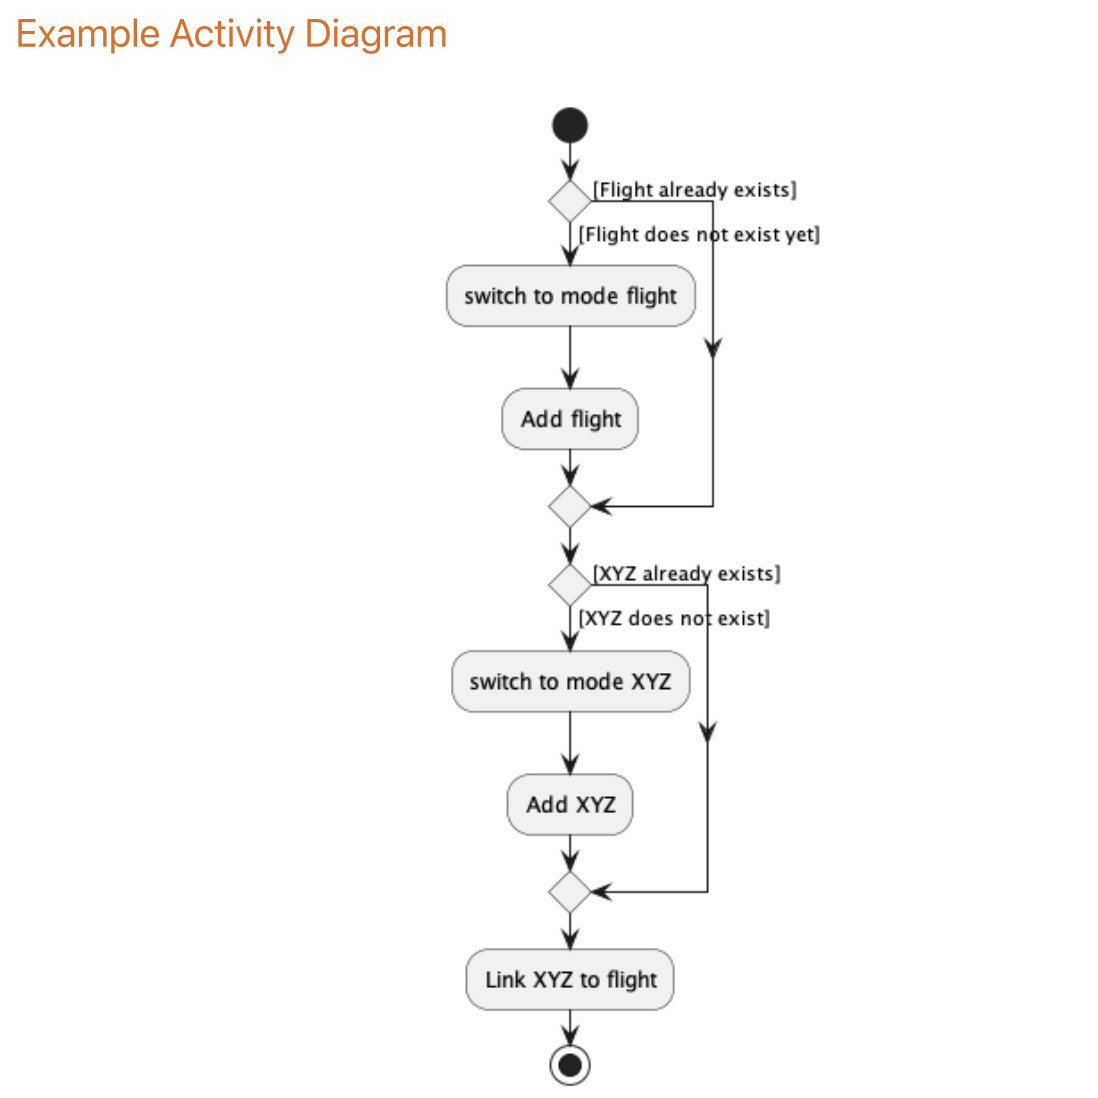 Example Activity Diagram
[Flight already exists]
[Flight does not exist yet]
switch to mode flight
Add flight
[XYZ already exists]
[XYZ does not exist]
switch to mode XYZ
Add XYZ
Link XYZ to flight